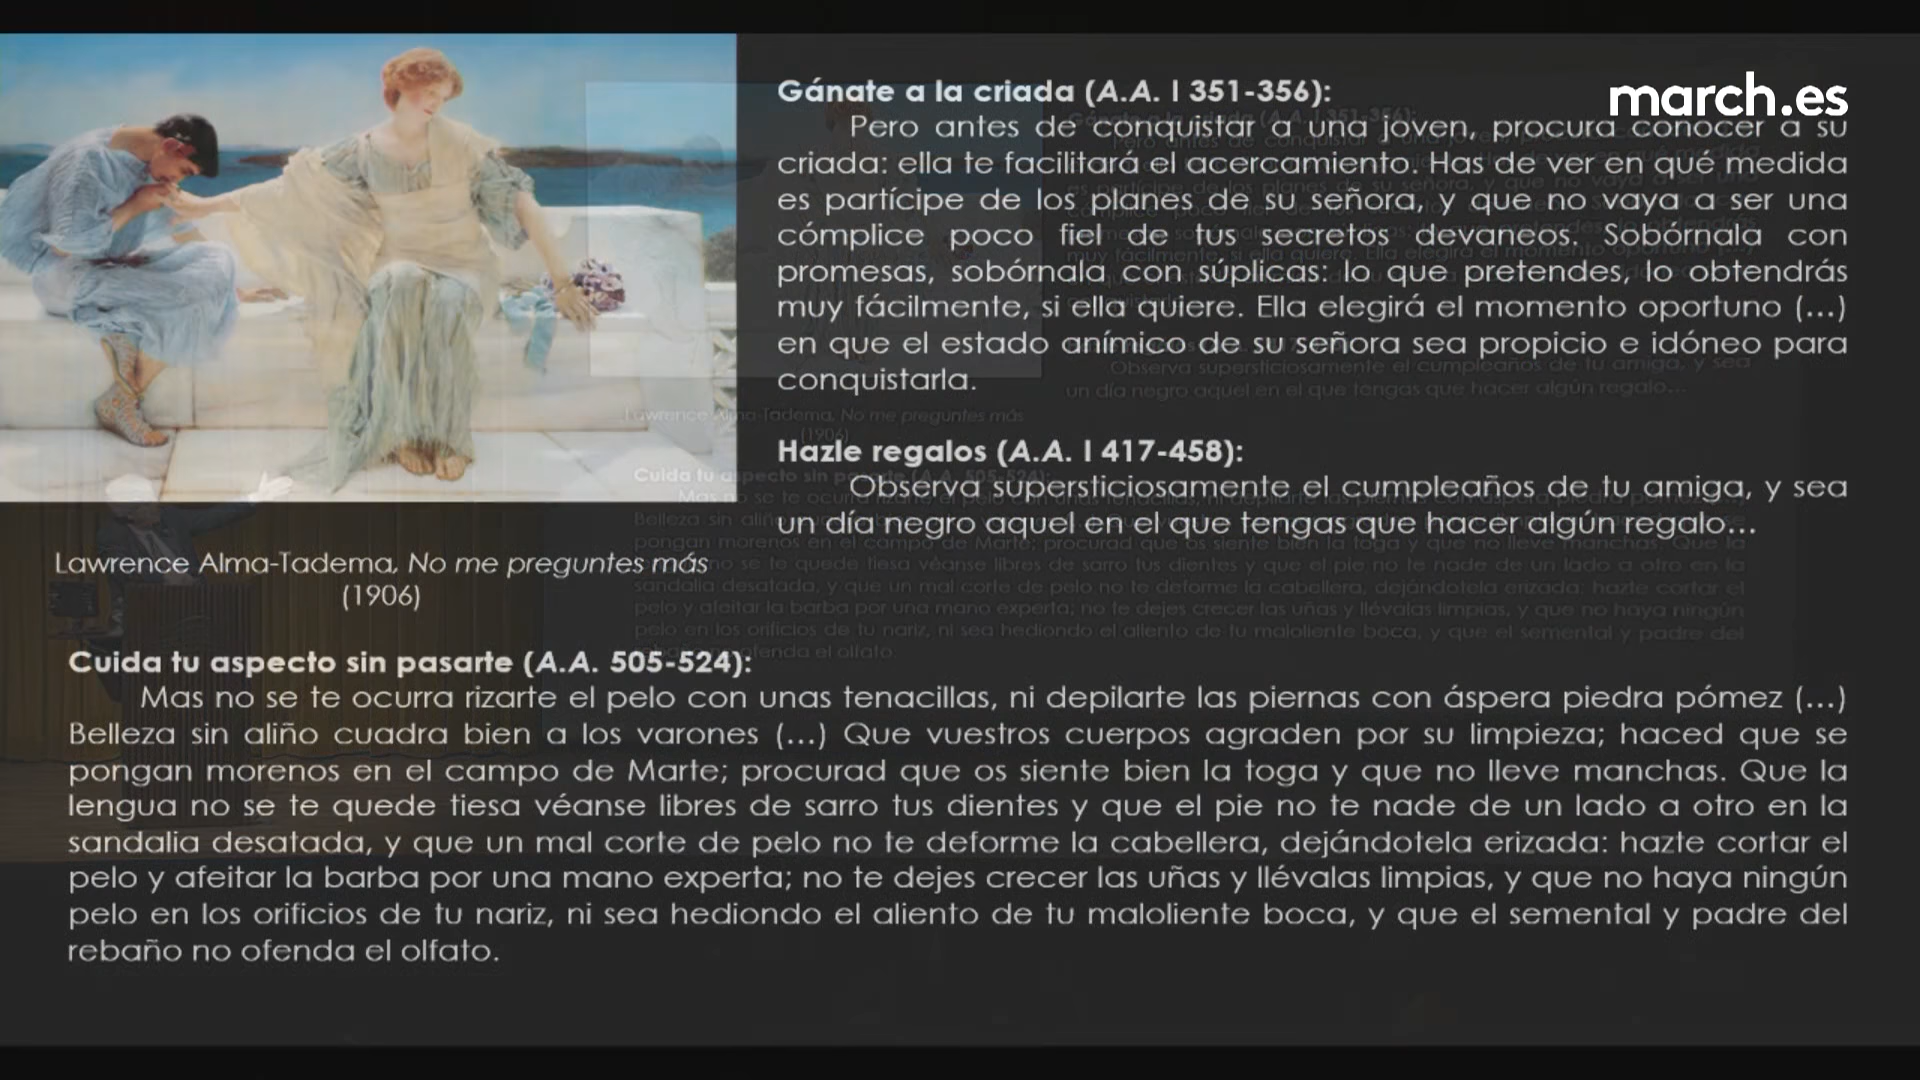 march.es
Gánate a la criada (A.A. I 351-356):
Pero antes de conquistar a una joven, procura conocer a su
criada: ella te facilitará el acercamiento. Has de ver en qué medida
es partícipe de los planes de su señora, y que no vaya a ser una
cómplice poco fiel de tus secretos devaneos. Sobórnala con
promesas, sobórnala con súplicas: lo que pretendes, lo obtendrás
muy fácilmente, si ella quiere. Ella elegirá el momento oportuno (...)
en que el estado anímico de su señora sea propicio e idóneo para
conquistarla.
Hazle regalos (A.A. I 417-458):
Observa supersticiosamente el cumpleaños de tu amiga, y sea
un día negro aquel en el que tengas que hacer algún regalo...
Lawrence Alma-Tadema, No me preguntes más
(1906)
Cuida tu aspecto sin pasarte (A.A. 505-524):
Mas no se te ocurra rizarte el pelo con unas tenacillas, ni depilarte las piernas con áspera piedra pómez (...)
Belleza sin aliño cuadra bien a los varones (...) Que vuestros cuerpos agraden por su limpieza; haced que se
pongan morenos en el campo de Marte; procurad que os siente bien la toga y que no lleve manchas. Que la
lengua no se te quede tiesa véanse libres de sarro tus dientes y que el pie no te nade de un lado a otro en la
sandalia desatada, y que un mal corte de pelo no te deforme la cabellera, dejándotela erizada: hazte cortar el
pelo y afeitar la barba por una mano experta; no te dejes crecer las uñas y llévalas limpias, y que no haya ningún
pelo en los orificios de tu nariz, ni sea hediondo el aliento de tu maloliente boca, y que el semental y padre del
rebaño no ofenda el olfato.